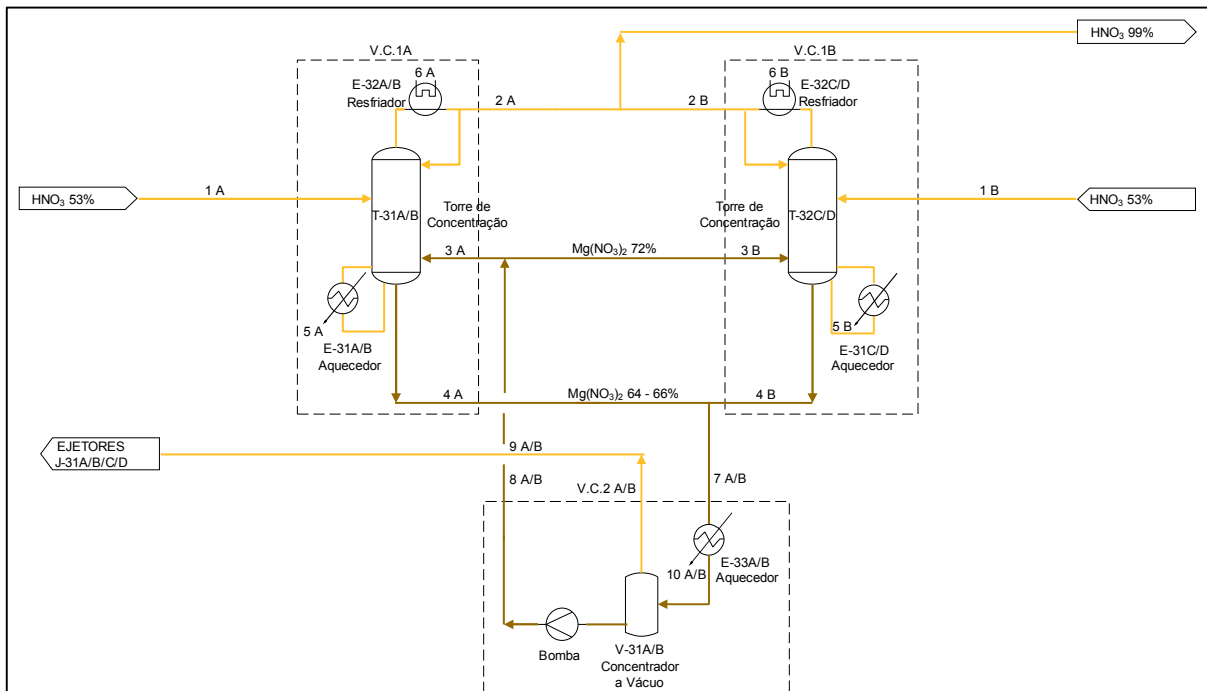 HNO₃ 99%
V.C.1A
V.C.1B
6 A
6 B
E-32A/B
Resfriador
E-32C/D
Resfriador
2 A
2 B
HNO₃ 53%
1 A
1 B
HNO₃ 53%
T-31A/B
T-32C/D
Torre de
Concentração
Torre de
Concentração
3 A
Mg(NO₃)₂ 72%
3 B
5 A
5 B
E-31A/B
Aquecedor
E-31C/D
Aquecedor
4 A
Mg(NO₃)₂ 64 - 66%
4 B
EJETORES
J-31A/B/C/D
9 A/B
8 A/B
7 A/B
V.C.2 A/B
10 A/B
E-33A/B
Aquecedor
Bomba
V-31A/B
Concentrador
a Vácuo